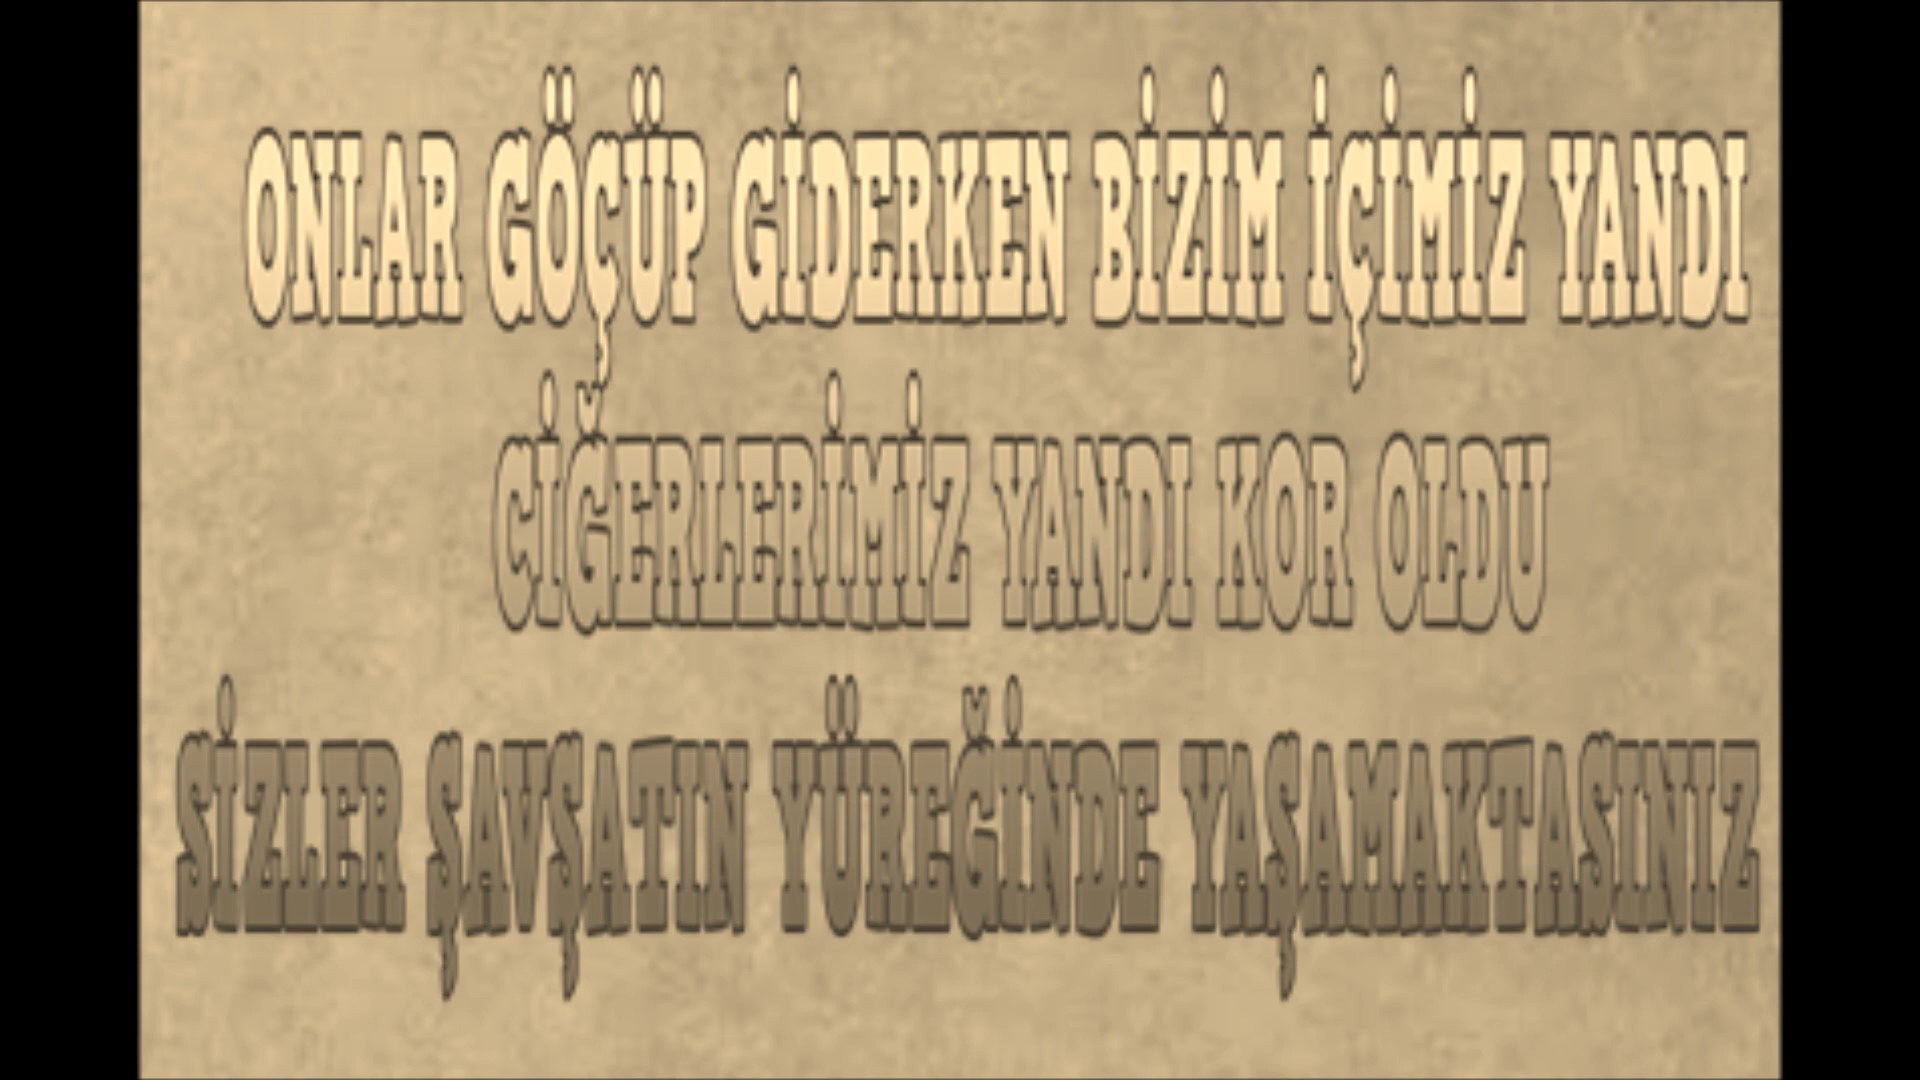 ONLAR GÖÇÜP GİDERKEN BİZİM İÇİMİZ YANDI
CİĞERLERİMİZ YANDI KOR OLDU
SİZLER ŞAVŞATIN YÜREĞİNDE YAŞAMAKTASINIZ